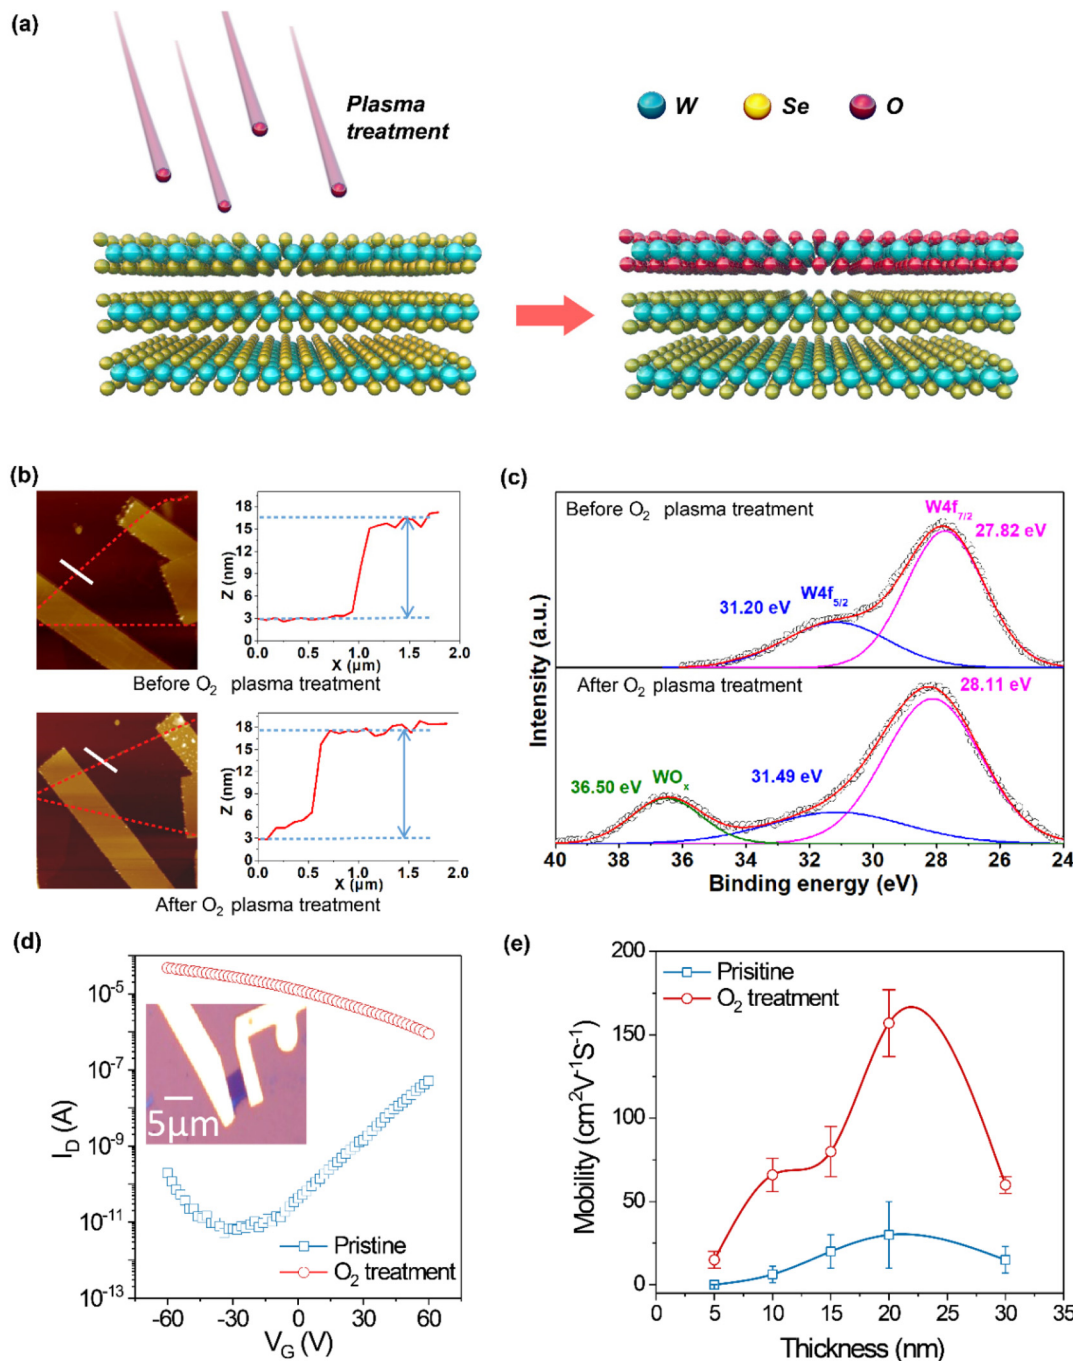 (a)
Plasma
treatment
W Se O
(b)
18
15
12
9
6
3
0
Z (nm)
0.0 0.5 1.0 1.5 2.0
X (μm)
Before O₂ plasma treatment
18
15
12
9
6
3
0
Z (nm)
0.0 0.5 1.0 1.5 2.0
X (μm)
After O₂ plasma treatment
(c)
Before O₂ plasma treatment
W4f₇/₂
27.82 eV
W4f₅/₂
31.20 eV
After O₂ plasma treatment
28.11 eV
31.49 eV
WOₓ
36.50 eV
Intensity (a.u.)
40 38 36 34 32 30 28 26 24
Binding energy (eV)
(d)
10⁻⁵
10⁻⁷
10⁻⁹
10⁻¹¹
10⁻¹³
I_D (A)
5μm
Pristine
O₂ treatment
-60 -30 0 30 60
V_G (V)
(e)
200
150
100
50
0
Mobility (cm²V⁻¹S⁻¹)
Prisitine
O₂ treatment
0 5 10 15 20 25 30 35
Thickness (nm)